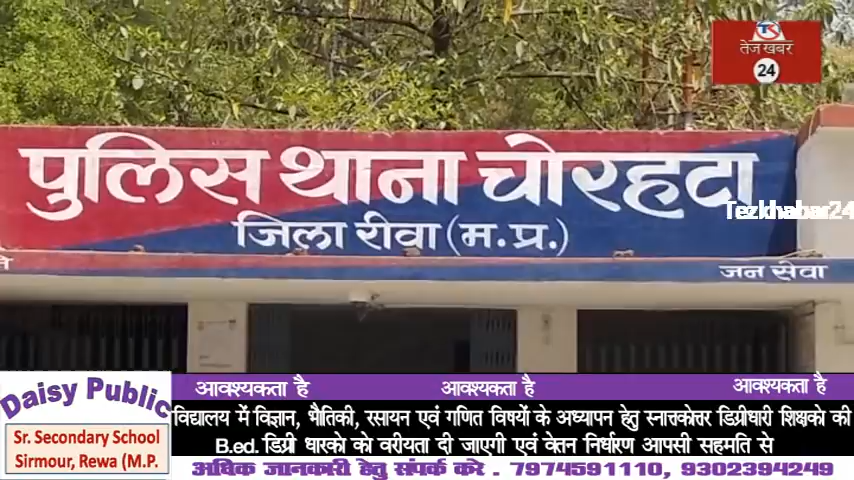 तेज खबर
24
पुलिस थाना चोरहटा
Tezkhabar24
जिला रीवा (म.प्र.)
जन सेवा
Daisy Public
Sr. Secondary School
Sirmour, Rewa (M.P.
आवश्यकता है आवश्यकता है आवश्यकता है
विद्यालय में विज्ञान, भौतिकी, रसायन एवं गणित विषयों के अध्यापन हेतु स्नातकोत्तर डिग्रीधारी शिक्षको की
B.ed. डिग्री धारको को वरीयता दी जाएगी एवं वेतन निर्धारण आपसी सहमति से
अधिक जानकारी हेतु संपर्क करे . 7974591110, 9302394249